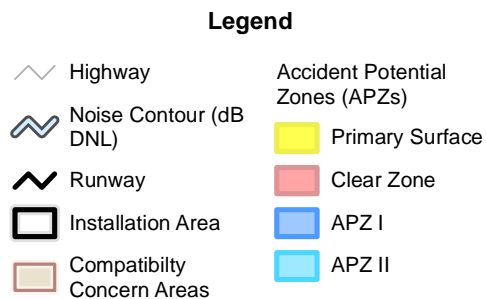 Legend
Highway
Noise Contour (dB
DNL)
Runway
Installation Area
Compatibilty
Concern Areas
Accident Potential
Zones (APZs)
Primary Surface
Clear Zone
APZ I
APZ II